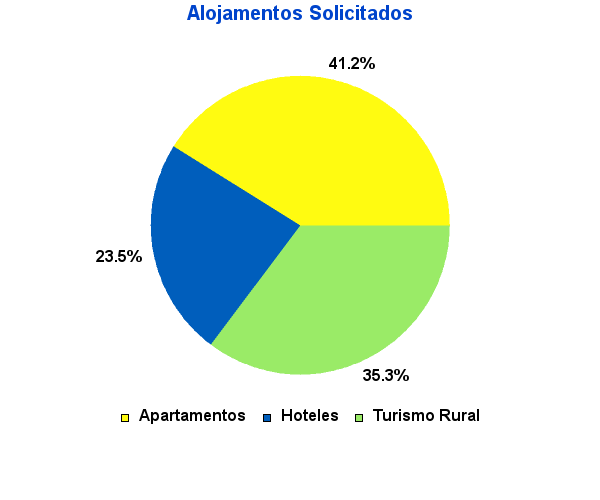 Alojamentos Solicitados
41.2%
23.5%
35.3%
Apartamentos Hoteles Turismo Rural